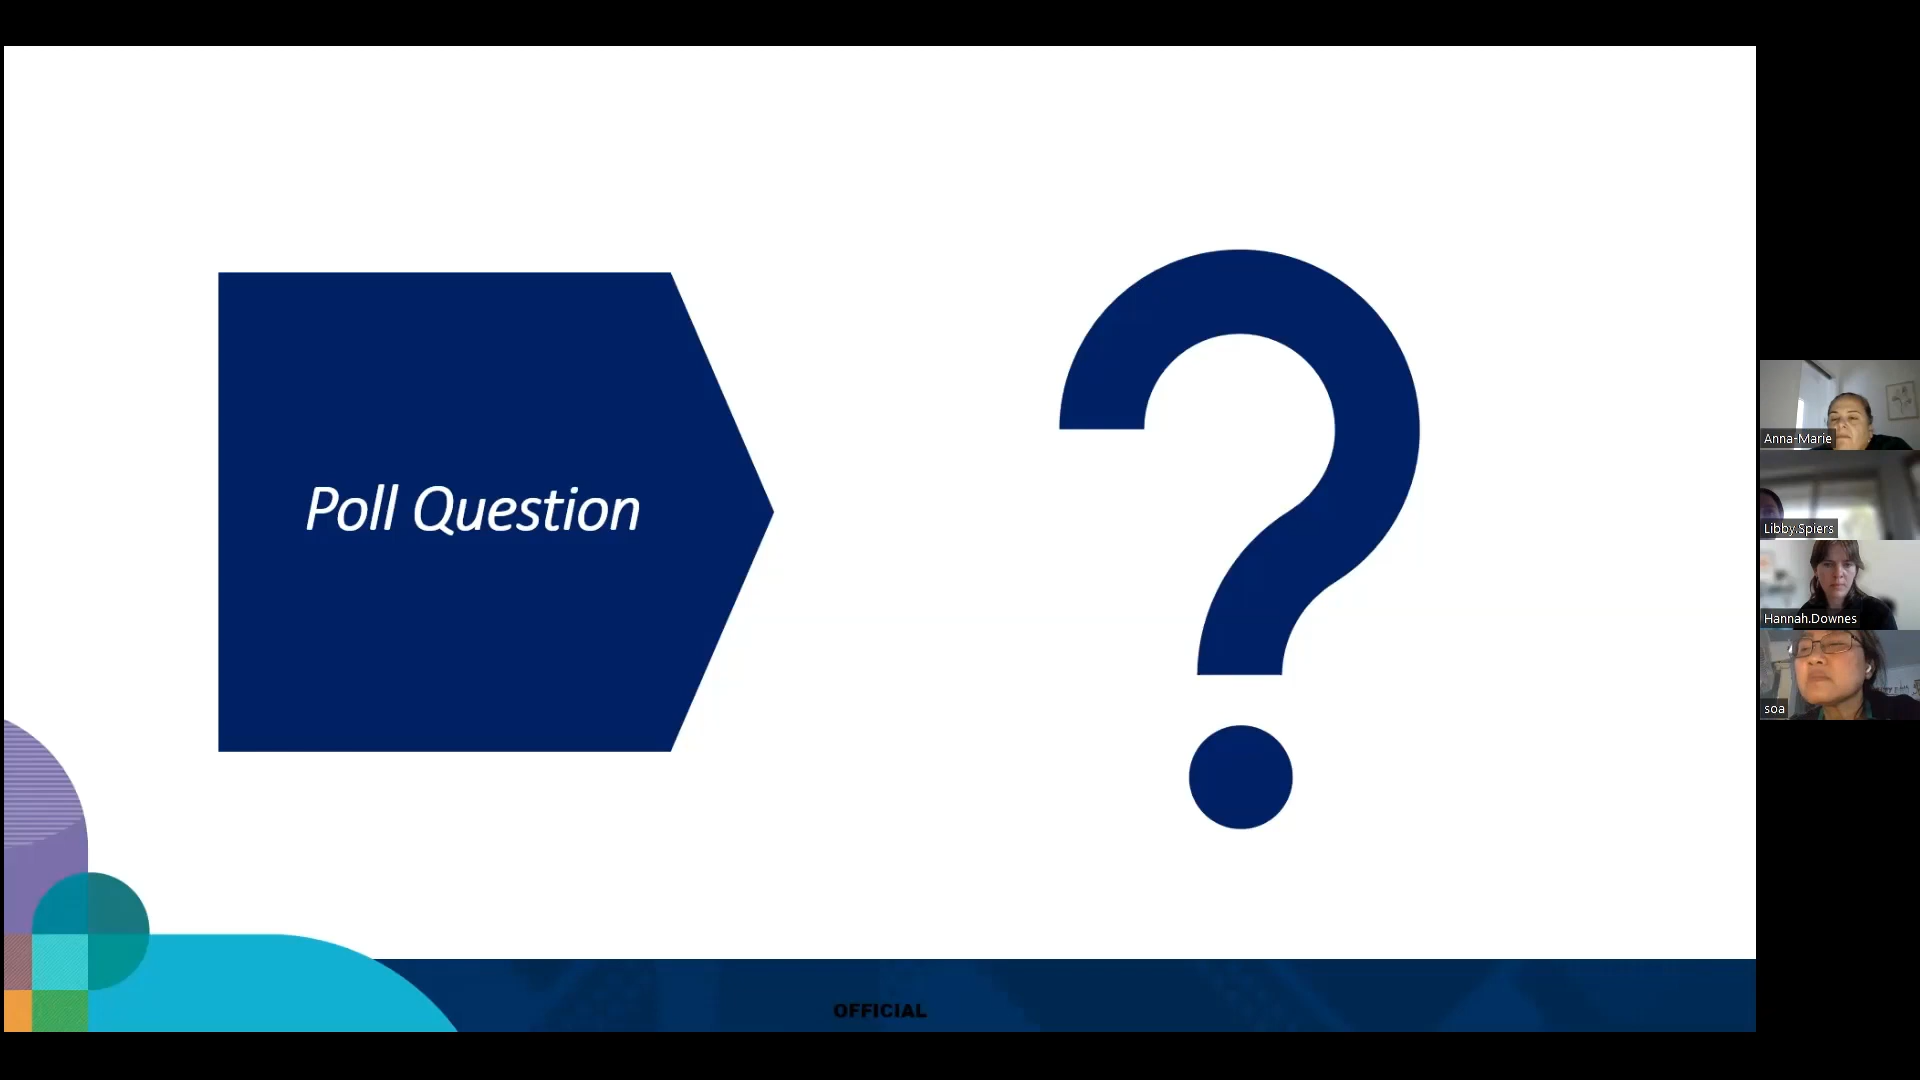 Poll Question
OFFICIAL
Anna-Marie
Libby.Spiers
Hannah.Downes
soa